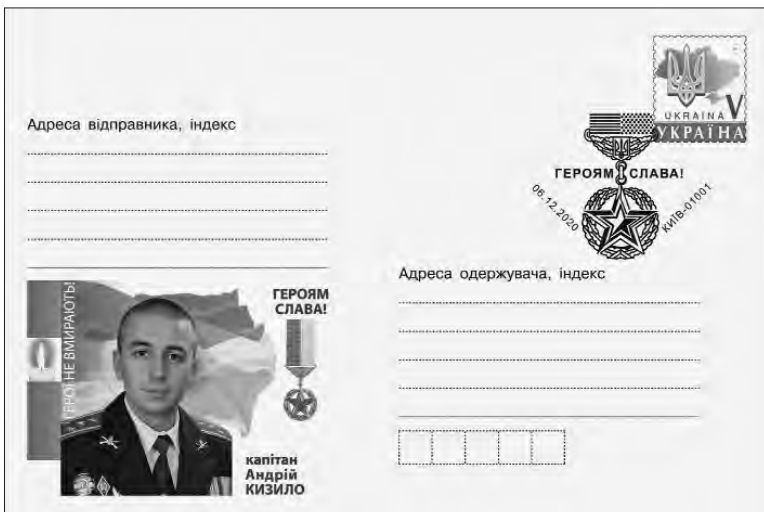 UKRAINA V
УКРАЇНА
Адреса відправника, індекс
ГЕРОЯМ СЛАВА!
06.12.2020
КИЇВ-01001
Адреса одержувача, індекс
ГЕРОЇ НЕ ВМИРАЮТЬ!
ГЕРОЯМ
СЛАВА!
капітан
Андрій
КИЗИЛО